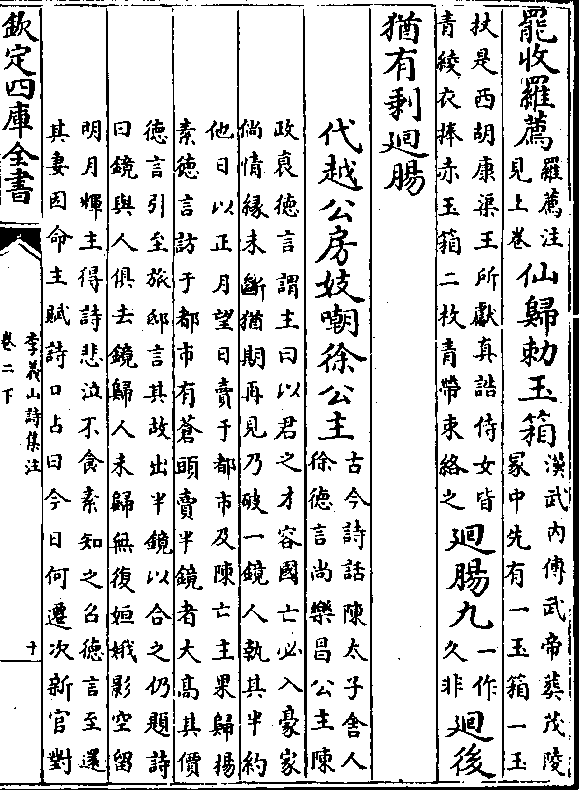 罷收羅薦羅薦注見上卷仙歸勅玉箱漢武內傳武帝葬茂陵冢中先有一玉箱一玉
杖是西胡康渠王所獻真誥侍女皆青綾衣捧赤玉箱二枚青帶束絡之廻腸九一作久非廻後
猶有剩廻腸
代越公房妓嘲徐公主古今詩話陳太子舍人徐德言尚樂昌公主陳
政衰德言謂主曰以君之才容國亡必入豪家
倘情緣未斷猶期再見乃破一鏡人執其半約
他日以正月望日賣于都市及陳亡主果歸楊
素德言訪于都市有蒼頭賣半鏡者大高其價
德言引至旅邸言其故出半鏡以合之仍題詩
曰鏡與人俱去鏡歸人未歸無復姮娥影空留
明月輝主得詩悲泣不食素知之召德言至還
其妻因命主賦詩口占曰今日何遷次新官對
欽定四庫全書
李義山詩集注
卷二下
十